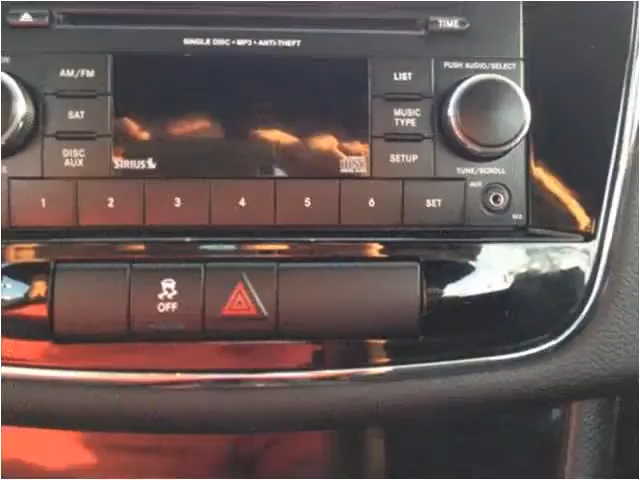 TIME
SINGLE DISC • MP3 • ANTI-THEFT
AM/FM
LIST
PUSH AUDIO/SELECT
SAT
MUSIC
TYPE
DISC
AUX
SIRIUS
SETUP
TUNE/SCROLL
1 2 3 4 5 6 SET
AUX
OFF